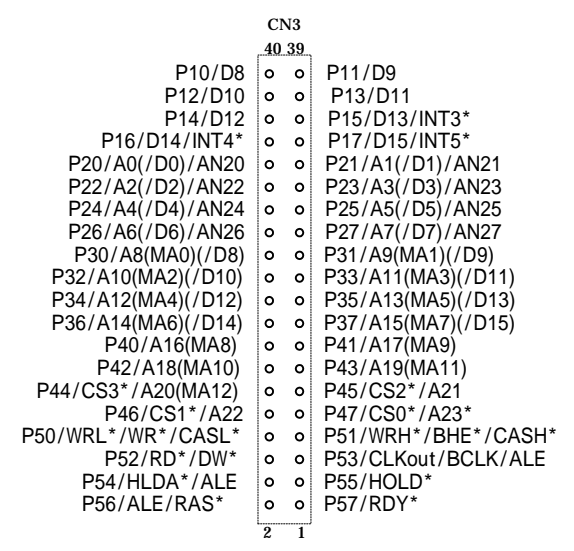 CN3
40 39
P10/D8 P11/D9
P12/D10 P13/D11
P14/D12 P15/D13/INT3*
P16/D14/INT4* P17/D15/INT5*
P20/A0(/D0)/AN20 P21/A1(/D1)/AN21
P22/A2(/D2)/AN22 P23/A3(/D3)/AN23
P24/A4(/D4)/AN24 P25/A5(/D5)/AN25
P26/A6(/D6)/AN26 P27/A7(/D7)/AN27
P30/A8(MA0)(/D8) P31/A9(MA1)(/D9)
P32/A10(MA2)(/D10) P33/A11(MA3)(/D11)
P34/A12(MA4)(/D12) P35/A13(MA5)(/D13)
P36/A14(MA6)(/D14) P37/A15(MA7)(/D15)
P40/A16(MA8) P41/A17(MA9)
P42/A18(MA10) P43/A19(MA11)
P44/CS3*/A20(MA12) P45/CS2*/A21
P46/CS1*/A22 P47/CS0*/A23*
P50/WRL*/WR*/CASL* P51/WRH*/BHE*/CASH*
P52/RD*/DW* P53/CLKout/BCLK/ALE
P54/HLDA*/ALE P55/HOLD*
P56/ALE/RAS* P57/RDY*
2 1